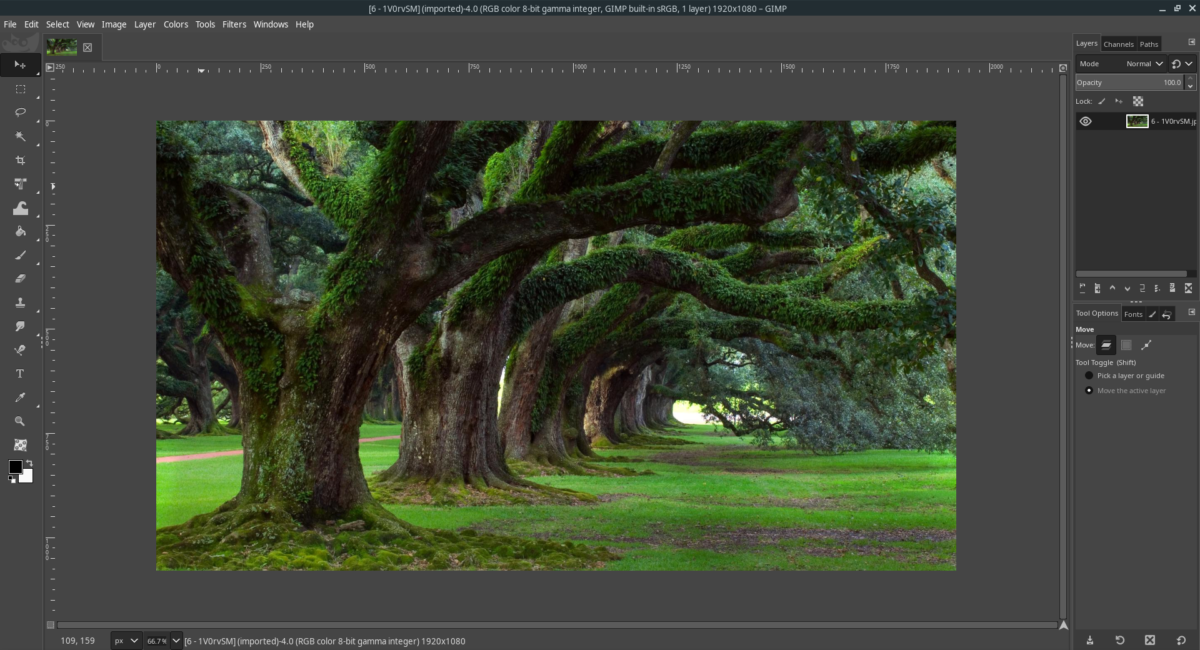 [6 - 1V0rvSM] (imported)-4.0 (RGB color 8-bit gamma integer, GIMP built-in sRGB, 1 layer) 1920x1080 – GIMP
File Edit Select View Image Layer Colors Tools Filters Windows Help
Layers Channels Paths
250 0 250 500 750 1000 1250 1500 1750 2000
Mode Normal
Opacity 100.0
Lock:
6 - 1V0rvSM.jp
Tool Options Fonts
Move
Move:
Tool Toggle (Shift)
Pick a layer or guide
Move the active layer
109, 159 px 66.7% [6 - 1V0rvSM] (imported)-4.0 (RGB color 8-bit gamma integer) 1920x1080